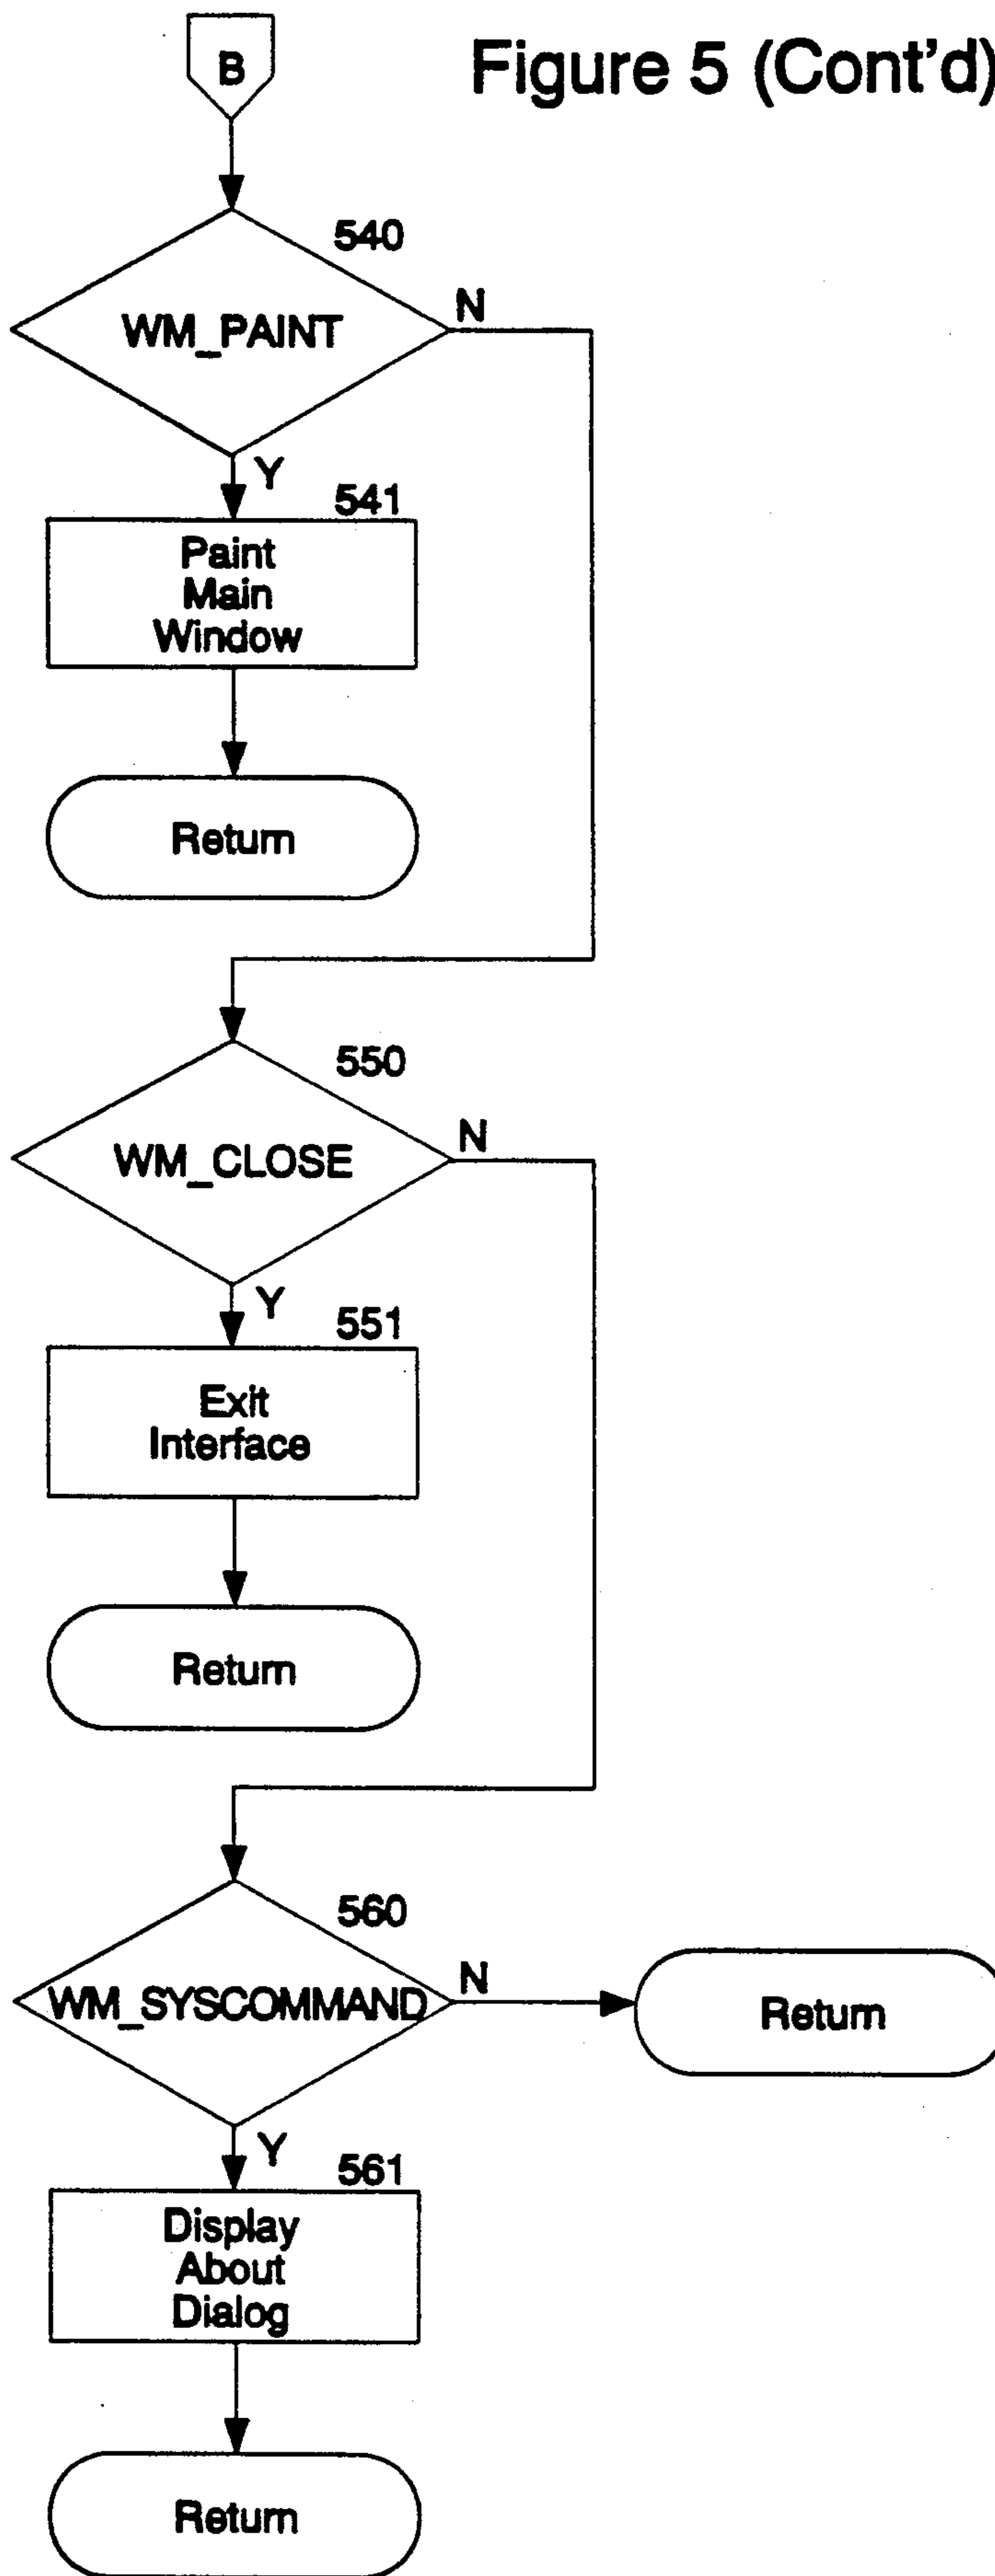 B
Figure 5 (Cont'd)
540
WM_PAINT
N
Y
541
Paint
Main
Window
Return
550
WM_CLOSE
N
Y
551
Exit
Interface
Return
560
WM_SYSCOMMAND
N
Return
Y
561
Display
About
Dialog
Return